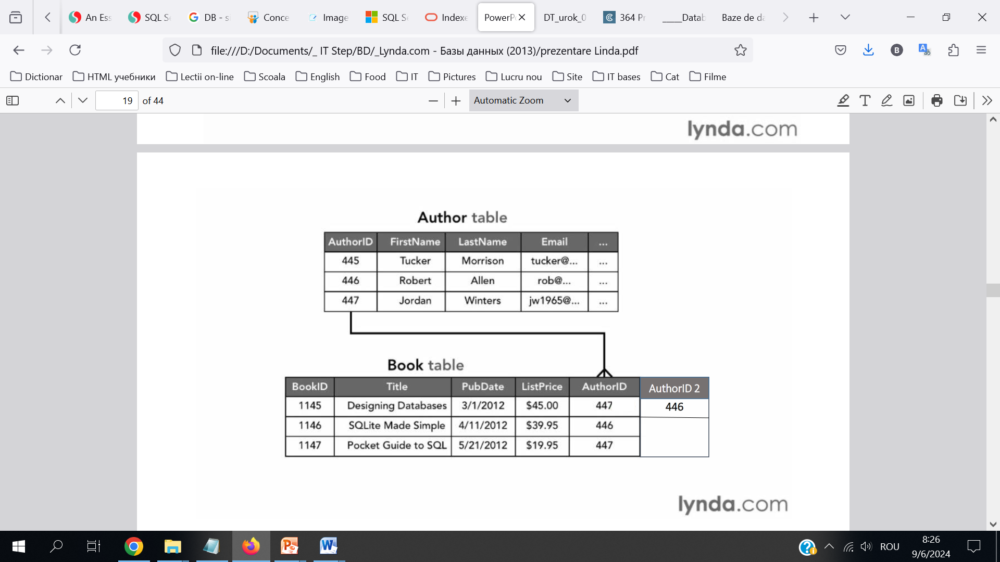 An Ess
SQL S
DB - si
Conce
Image
SQL S
Indexe
PowerP
DT_urok_0
364 Pr
_____Datab
Baze de da
file:///D:/Documents/_ IT Step/BD/_Lynda.com - Базы данных (2013)/prezentare Linda.pdf
B
Dictionar
HTML учебники
Lectii on-line
Scoala
English
Food
IT
Pictures
Lucru nou
Site
IT bases
Cat
Filme
19 of 44
Automatic Zoom
lynda.com
Author table
AuthorID FirstName LastName Email ...
445 Tucker Morrison tucker@... ...
446 Robert Allen rob@... ...
447 Jordan Winters jw1965@... ...
Book table
BookID Title PubDate ListPrice AuthorID AuthorID 2
1145 Designing Databases 3/1/2012 $45.00 447 446
1146 SQLite Made Simple 4/11/2012 $39.95 446
1147 Pocket Guide to SQL 5/21/2012 $19.95 447
lynda.com
ROU
8:26
9/6/2024